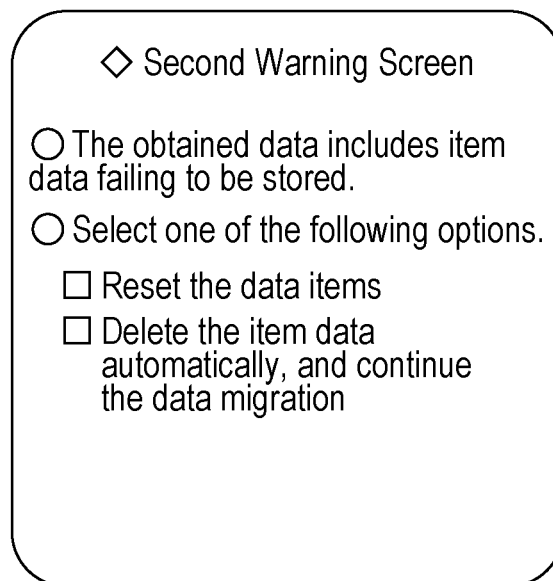 ◇ Second Warning Screen
○ The obtained data includes item
data failing to be stored.
○ Select one of the following options.
□ Reset the data items
□ Delete the item data
automatically, and continue
the data migration